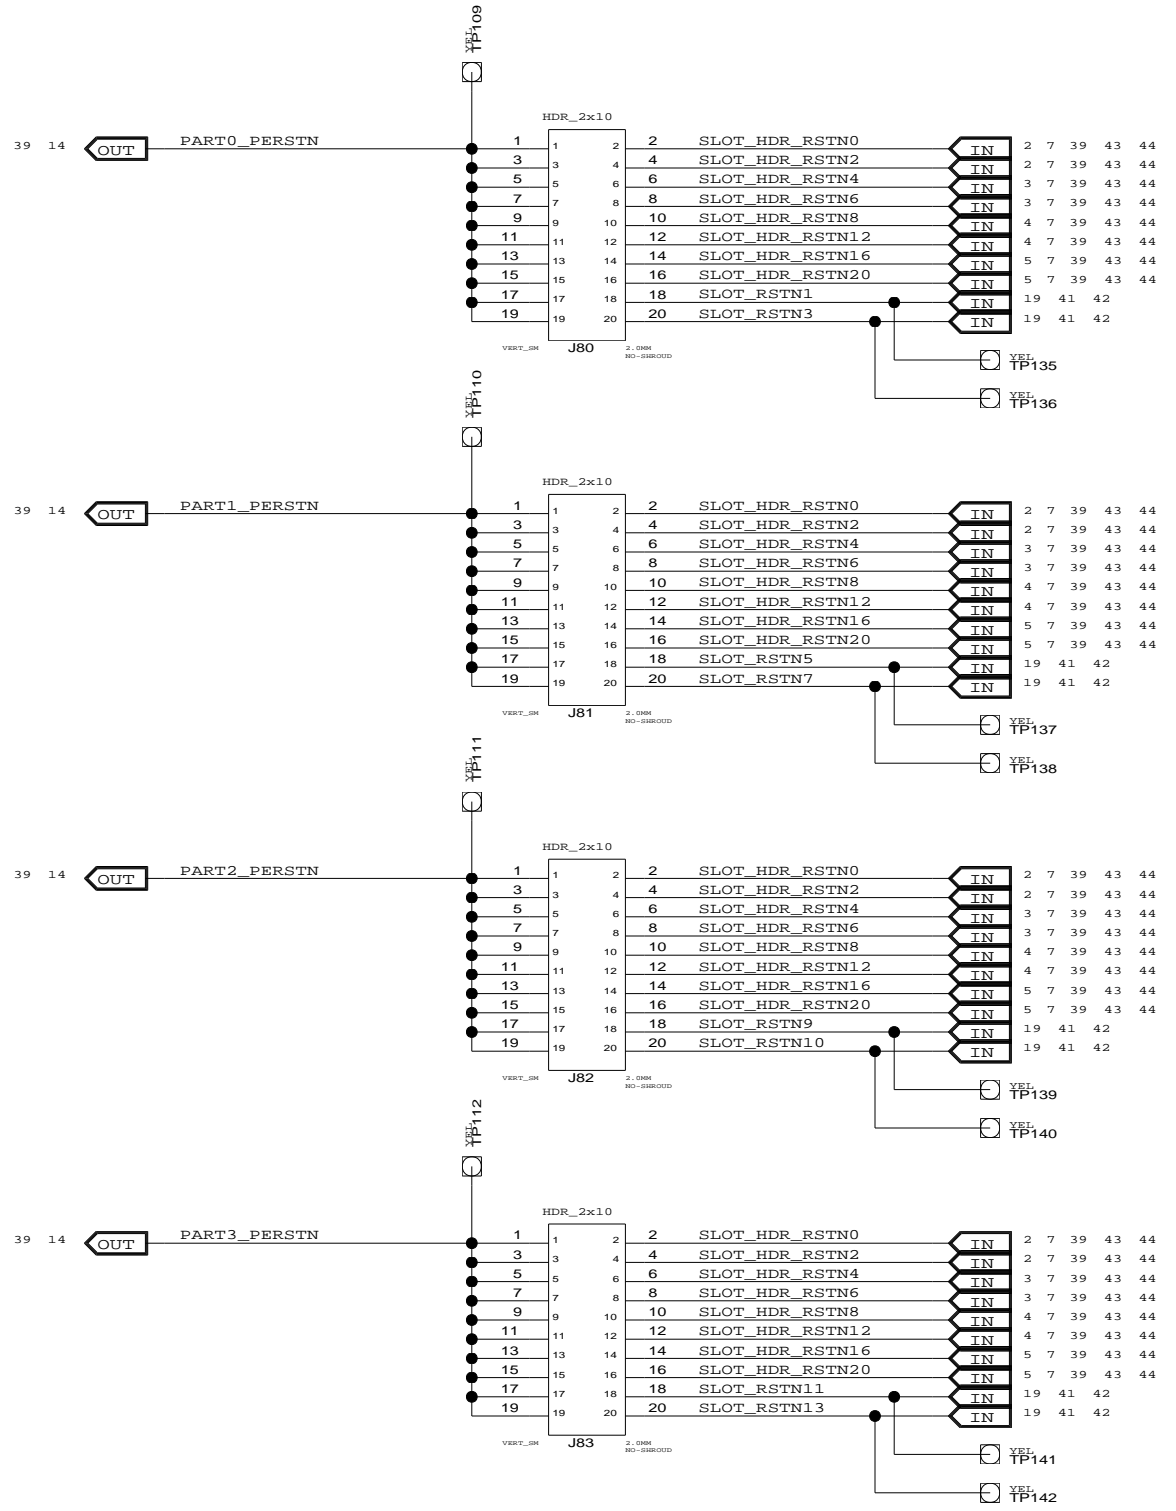 YEL
TP109
HDR_2x10
39 14 OUT PART0_PERSTN 1 1 2 2 SLOT_HDR_RSTN0 IN 2 7 39 43 44
3 3 4 4 SLOT_HDR_RSTN2 IN 2 7 39 43 44
5 5 6 6 SLOT_HDR_RSTN4 IN 3 7 39 43 44
7 7 8 8 SLOT_HDR_RSTN6 IN 3 7 39 43 44
9 9 10 10 SLOT_HDR_RSTN8 IN 4 7 39 43 44
11 11 12 12 SLOT_HDR_RSTN12 IN 4 7 39 43 44
13 13 14 14 SLOT_HDR_RSTN16 IN 5 7 39 43 44
15 15 16 16 SLOT_HDR_RSTN20 IN 5 7 39 43 44
17 17 18 18 SLOT_RSTN1 IN 19 41 42
19 19 20 20 SLOT_RSTN3 IN 19 41 42
VERT_SM J80 2.0MM
NO-SHROUD
YEL
TP135
YEL
TP136
YEL
TP110
HDR_2x10
39 14 OUT PART1_PERSTN 1 1 2 2 SLOT_HDR_RSTN0 IN 2 7 39 43 44
3 3 4 4 SLOT_HDR_RSTN2 IN 2 7 39 43 44
5 5 6 6 SLOT_HDR_RSTN4 IN 3 7 39 43 44
7 7 8 8 SLOT_HDR_RSTN6 IN 3 7 39 43 44
9 9 10 10 SLOT_HDR_RSTN8 IN 4 7 39 43 44
11 11 12 12 SLOT_HDR_RSTN12 IN 4 7 39 43 44
13 13 14 14 SLOT_HDR_RSTN16 IN 5 7 39 43 44
15 15 16 16 SLOT_HDR_RSTN20 IN 5 7 39 43 44
17 17 18 18 SLOT_RSTN5 IN 19 41 42
19 19 20 20 SLOT_RSTN7 IN 19 41 42
VERT_SM J81 2.0MM
NO-SHROUD
YEL
TP137
YEL
TP138
YEL
TP111
HDR_2x10
39 14 OUT PART2_PERSTN 1 1 2 2 SLOT_HDR_RSTN0 IN 2 7 39 43 44
3 3 4 4 SLOT_HDR_RSTN2 IN 2 7 39 43 44
5 5 6 6 SLOT_HDR_RSTN4 IN 3 7 39 43 44
7 7 8 8 SLOT_HDR_RSTN6 IN 3 7 39 43 44
9 9 10 10 SLOT_HDR_RSTN8 IN 4 7 39 43 44
11 11 12 12 SLOT_HDR_RSTN12 IN 4 7 39 43 44
13 13 14 14 SLOT_HDR_RSTN16 IN 5 7 39 43 44
15 15 16 16 SLOT_HDR_RSTN20 IN 5 7 39 43 44
17 17 18 18 SLOT_RSTN9 IN 19 41 42
19 19 20 20 SLOT_RSTN10 IN 19 41 42
VERT_SM J82 2.0MM
NO-SHROUD
YEL
TP139
YEL
TP140
YEL
TP112
HDR_2x10
39 14 OUT PART3_PERSTN 1 1 2 2 SLOT_HDR_RSTN0 IN 2 7 39 43 44
3 3 4 4 SLOT_HDR_RSTN2 IN 2 7 39 43 44
5 5 6 6 SLOT_HDR_RSTN4 IN 3 7 39 43 44
7 7 8 8 SLOT_HDR_RSTN6 IN 3 7 39 43 44
9 9 10 10 SLOT_HDR_RSTN8 IN 4 7 39 43 44
11 11 12 12 SLOT_HDR_RSTN12 IN 4 7 39 43 44
13 13 14 14 SLOT_HDR_RSTN16 IN 5 7 39 43 44
15 15 16 16 SLOT_HDR_RSTN20 IN 5 7 39 43 44
17 17 18 18 SLOT_RSTN11 IN 19 41 42
19 19 20 20 SLOT_RSTN13 IN 19 41 42
VERT_SM J83 2.0MM
NO-SHROUD
YEL
TP141
YEL
TP142